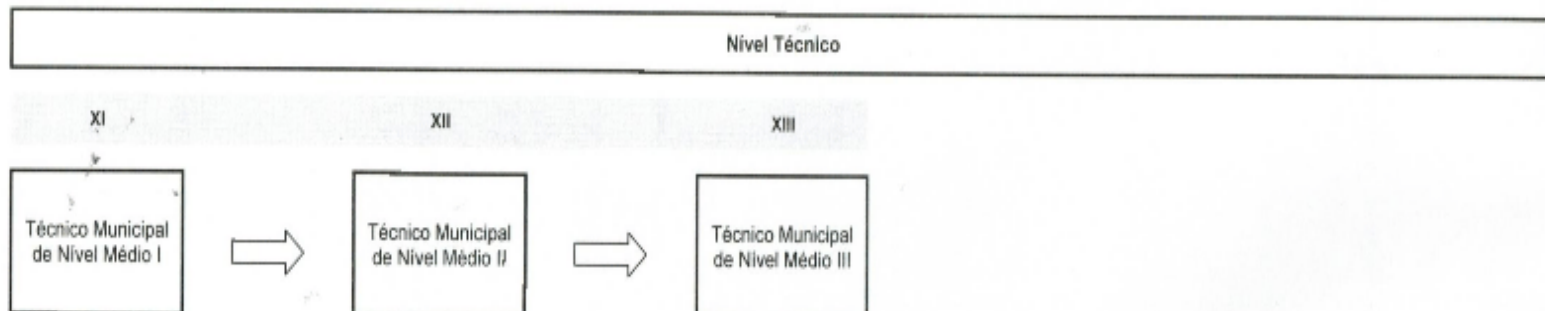 Nível Técnico
XI
XII
XIII
Técnico Municipal
de Nível Médio I
Técnico Municipal
de Nível Médio II
Técnico Municipal
de Nível Médio III